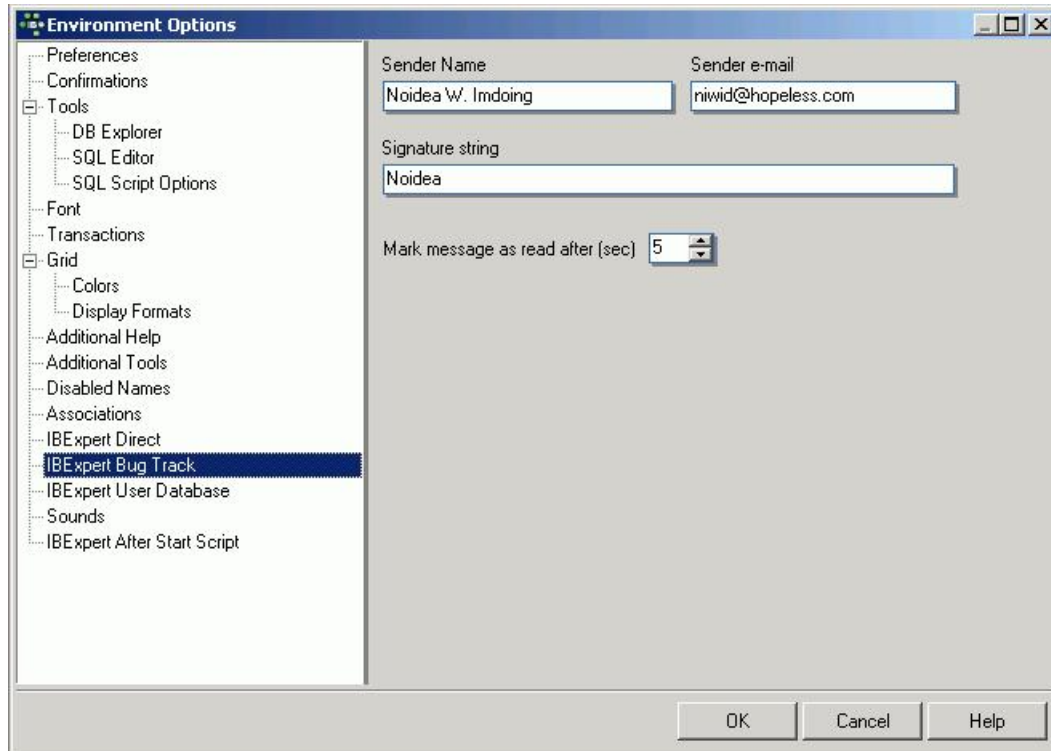 Environment Options
Preferences
Confirmations
Tools
DB Explorer
SQL Editor
SQL Script Options
Font
Transactions
Grid
Colors
Display Formats
Additional Help
Additional Tools
Disabled Names
Associations
IBExpert Direct
IBExpert Bug Track
IBExpert User Database
Sounds
IBExpert After Start Script
Sender Name Sender e-mail
Noidea W. Imdoing niwid@hopeless.com
Signature string
Noidea
Mark message as read after (sec) 5
OK Cancel Help